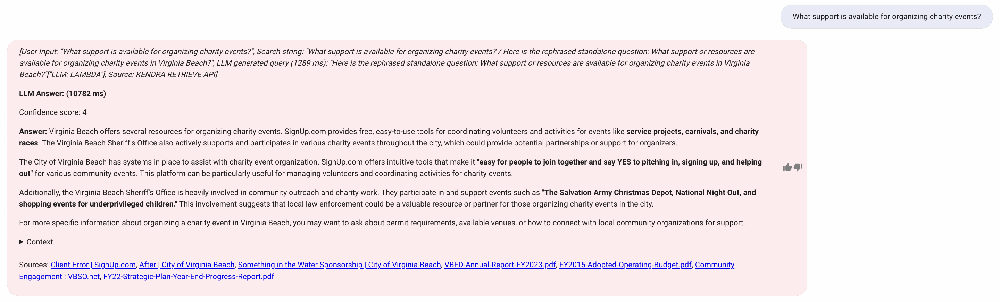 What support is available for organizing charity events?
[User Input: "What support is available for organizing charity events?", Search string: "What support is available for organizing charity events? / Here is the rephrased standalone question: What support or resources are
available for organizing charity events in Virginia Beach?", LLM generated query (1289 ms): "Here is the rephrased standalone question: What support or resources are available for organizing charity events in Virginia
Beach?"["LLM: LAMBDA"], Source: KENDRA RETRIEVE API]
LLM Answer: (10782 ms)
Confidence score: 4
Answer: Virginia Beach offers several resources for organizing charity events. SignUp.com provides free, easy-to-use tools for coordinating volunteers and activities for events like service projects, carnivals, and charity
races. The Virginia Beach Sheriff's Office also actively supports and participates in various charity events throughout the city, which could provide potential partnerships or support for organizers.
The City of Virginia Beach has systems in place to assist with charity event organization. SignUp.com offers intuitive tools that make it "easy for people to join together and say YES to pitching in, signing up, and helping
out" for various community events. This platform can be particularly useful for managing volunteers and coordinating activities for charity events.
Additionally, the Virginia Beach Sheriff's Office is heavily involved in community outreach and charity work. They participate in and support events such as "The Salvation Army Christmas Depot, National Night Out, and
shopping events for underprivileged children." This involvement suggests that local law enforcement could be a valuable resource or partner for those organizing charity events in the city.
For more specific information about organizing a charity event in Virginia Beach, you may want to ask about permit requirements, available venues, or how to connect with local community organizations for support.
Context
Sources: Client Error | SignUp.com, After | City of Virginia Beach, Something in the Water Sponsorship | City of Virginia Beach, VBFD-Annual-Report-FY2023.pdf, FY2015-Adopted-Operating-Budget.pdf, Community
Engagement : VBSO.net, FY22-Strategic-Plan-Year-End-Progress-Report.pdf